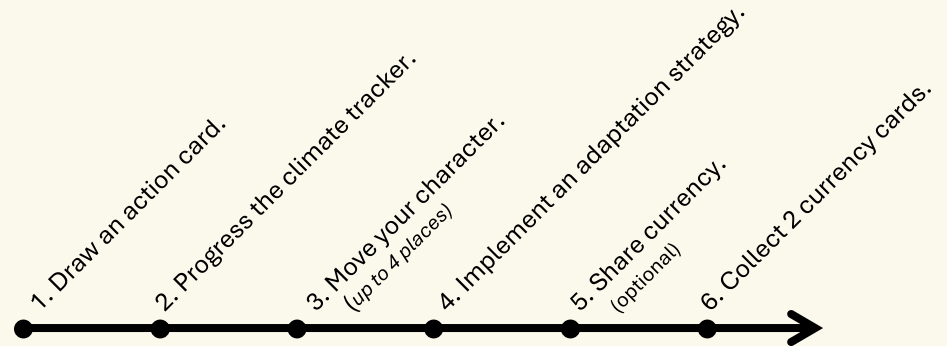 1. Draw an action card.
2. Progress the climate tracker.
3. Move your character.
(up to 4 places)
4. Implement an adaptation strategy.
5. Share currency.
(optional)
6. Collect 2 currency cards.